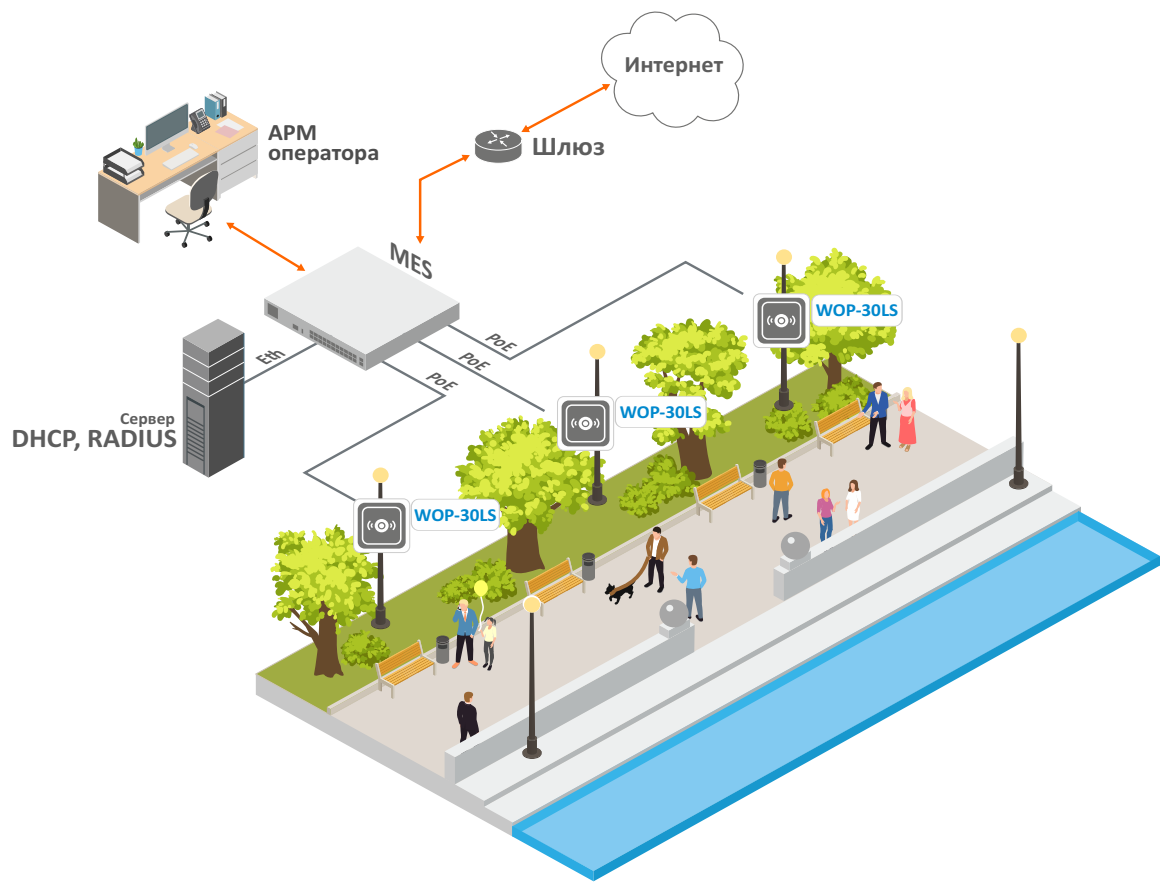 Интернет
АРМ
оператора
Шлюз
MES
WOP-30LS
PoE
Eth
PoE
PoE
WOP-30LS
Сервер
DHCP, RADIUS
WOP-30LS